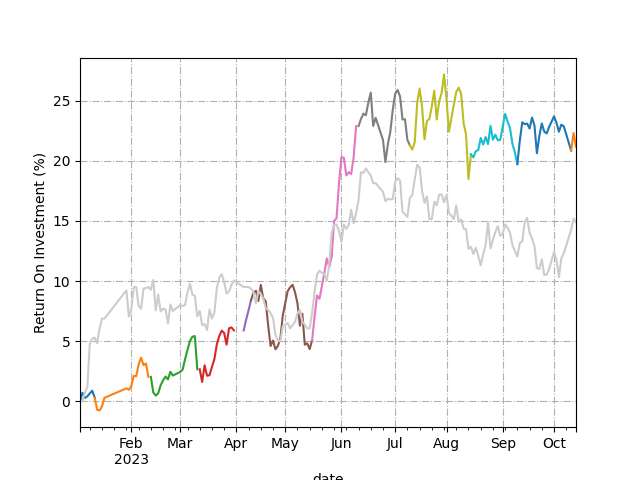 Return On Investment (%)
25
20
15
10
5
0
Feb
2023
Mar
Apr
May
Jun
Jul
Aug
Sep
Oct
date